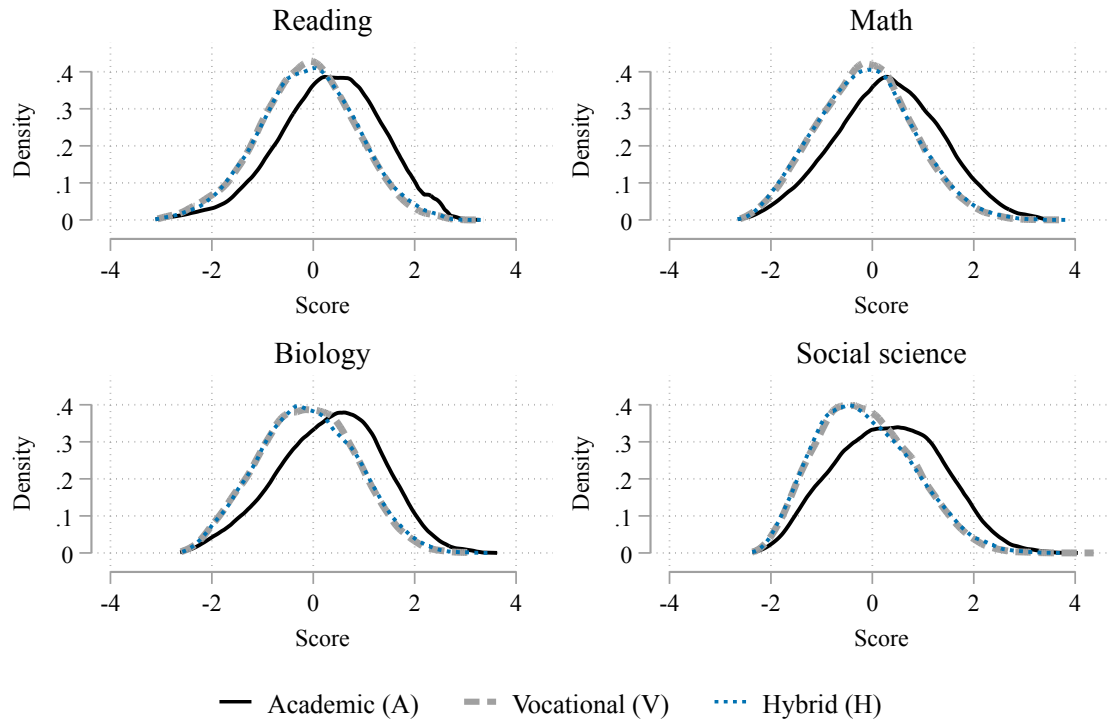 Reading
Density
.4
.3
.2
.1
0
-4 -2 0 2 4
Score
Math
Density
.4
.3
.2
.1
0
-4 -2 0 2 4
Score
Biology
Density
.4
.3
.2
.1
0
-4 -2 0 2 4
Score
Social science
Density
.4
.3
.2
.1
0
-4 -2 0 2 4
Score
Academic (A) Vocational (V) Hybrid (H)